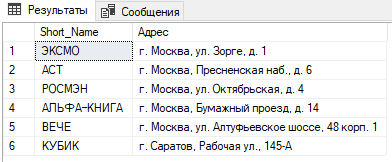 Результаты Сообщения
Short_Name Адрес
1 ЭКСМО г. Москва, ул. Зорге, д. 1
2 АСТ г. Москва, Пресненская наб., д. 6
3 РОСМЭН г. Москва, ул. Октябрьская, д. 4
4 АЛЬФА-КНИГА г. Москва, Бумажный проезд, д. 14
5 ВЕЧЕ г. Москва, ул. Алтуфьевское шоссе, 48 корп. 1
6 КУБИК г. Саратов, Рабочая ул., 145-А